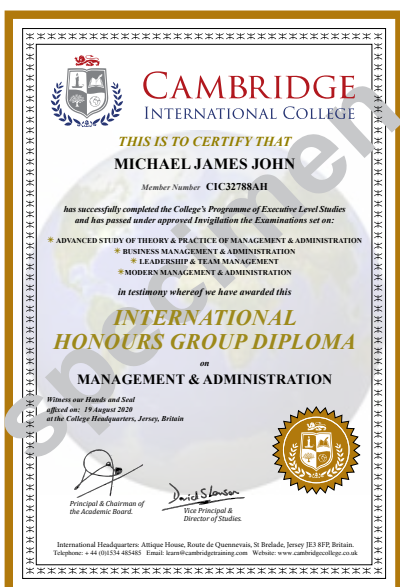 CAMBRIDGE
INTERNATIONAL COLLEGE
THIS IS TO CERTIFY THAT
MICHAEL JAMES JOHN
Member Number CIC32788AH
has successfully completed the College's Programme of Executive Level Studies
and has passed under approved Invigilation the Examinations set on:
* ADVANCED STUDY OF THEORY & PRACTICE OF MANAGEMENT & ADMINISTRATION
* BUSINESS MANAGEMENT & ADMINISTRATION
* LEADERSHIP & TEAM MANAGEMENT
*MODERN MANAGEMENT & ADMINISTRATION
in testimony whereof we have awarded this
INTERNATIONAL
HONOURS GROUP DIPLOMA
on
MANAGEMENT & ADMINISTRATION
Witness our Hands and Seal
affixed on: 19 August 2020
at the College Headquarters, Jersey, Britain
specimen
David S Lawson
Principal & Chairman of
the Academic Board.
Vice Principal &
Director of Studies.
International Headquarters: Attique House, Route de Quennevais, St Brelade, Jersey JE3 8FP, Britain.
Telephone: + 44 (0)1534 485485 Email: learn@cambridgetraining.com Website: www.cambridgecollege.co.uk